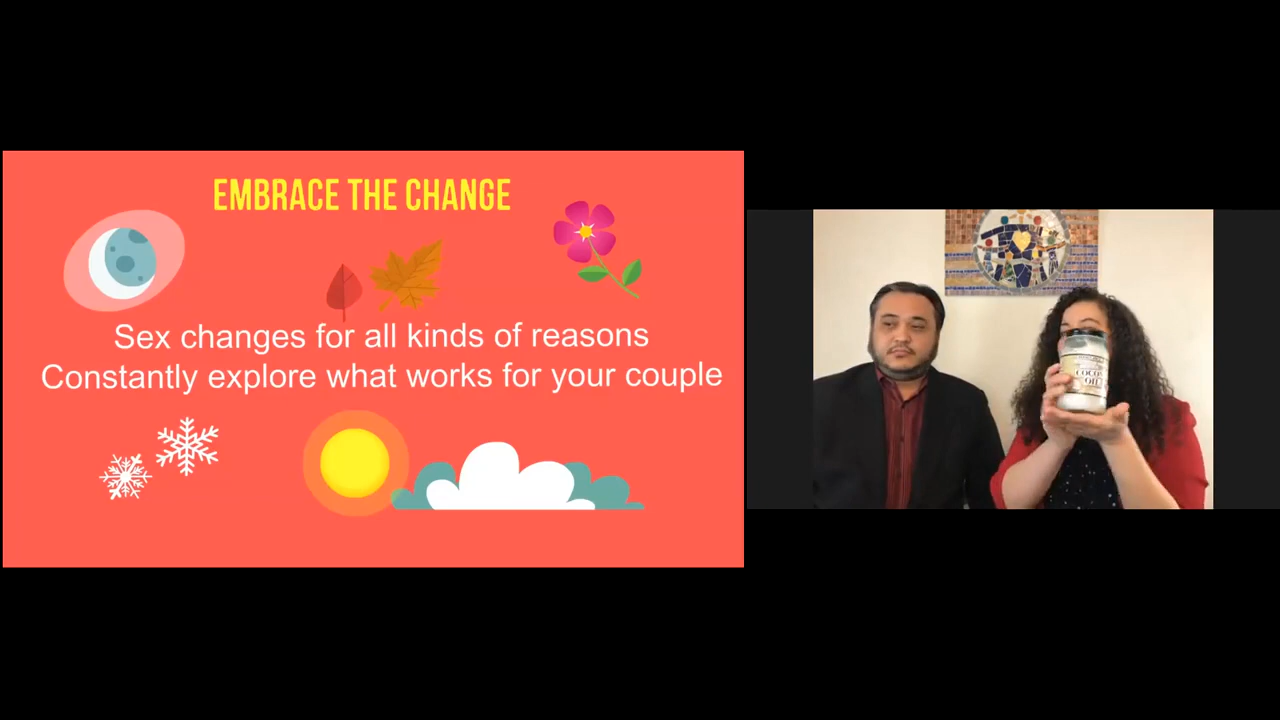 EMBRACE THE CHANGE
Sex changes for all kinds of reasons
Constantly explore what works for your couple
COCO
OIL